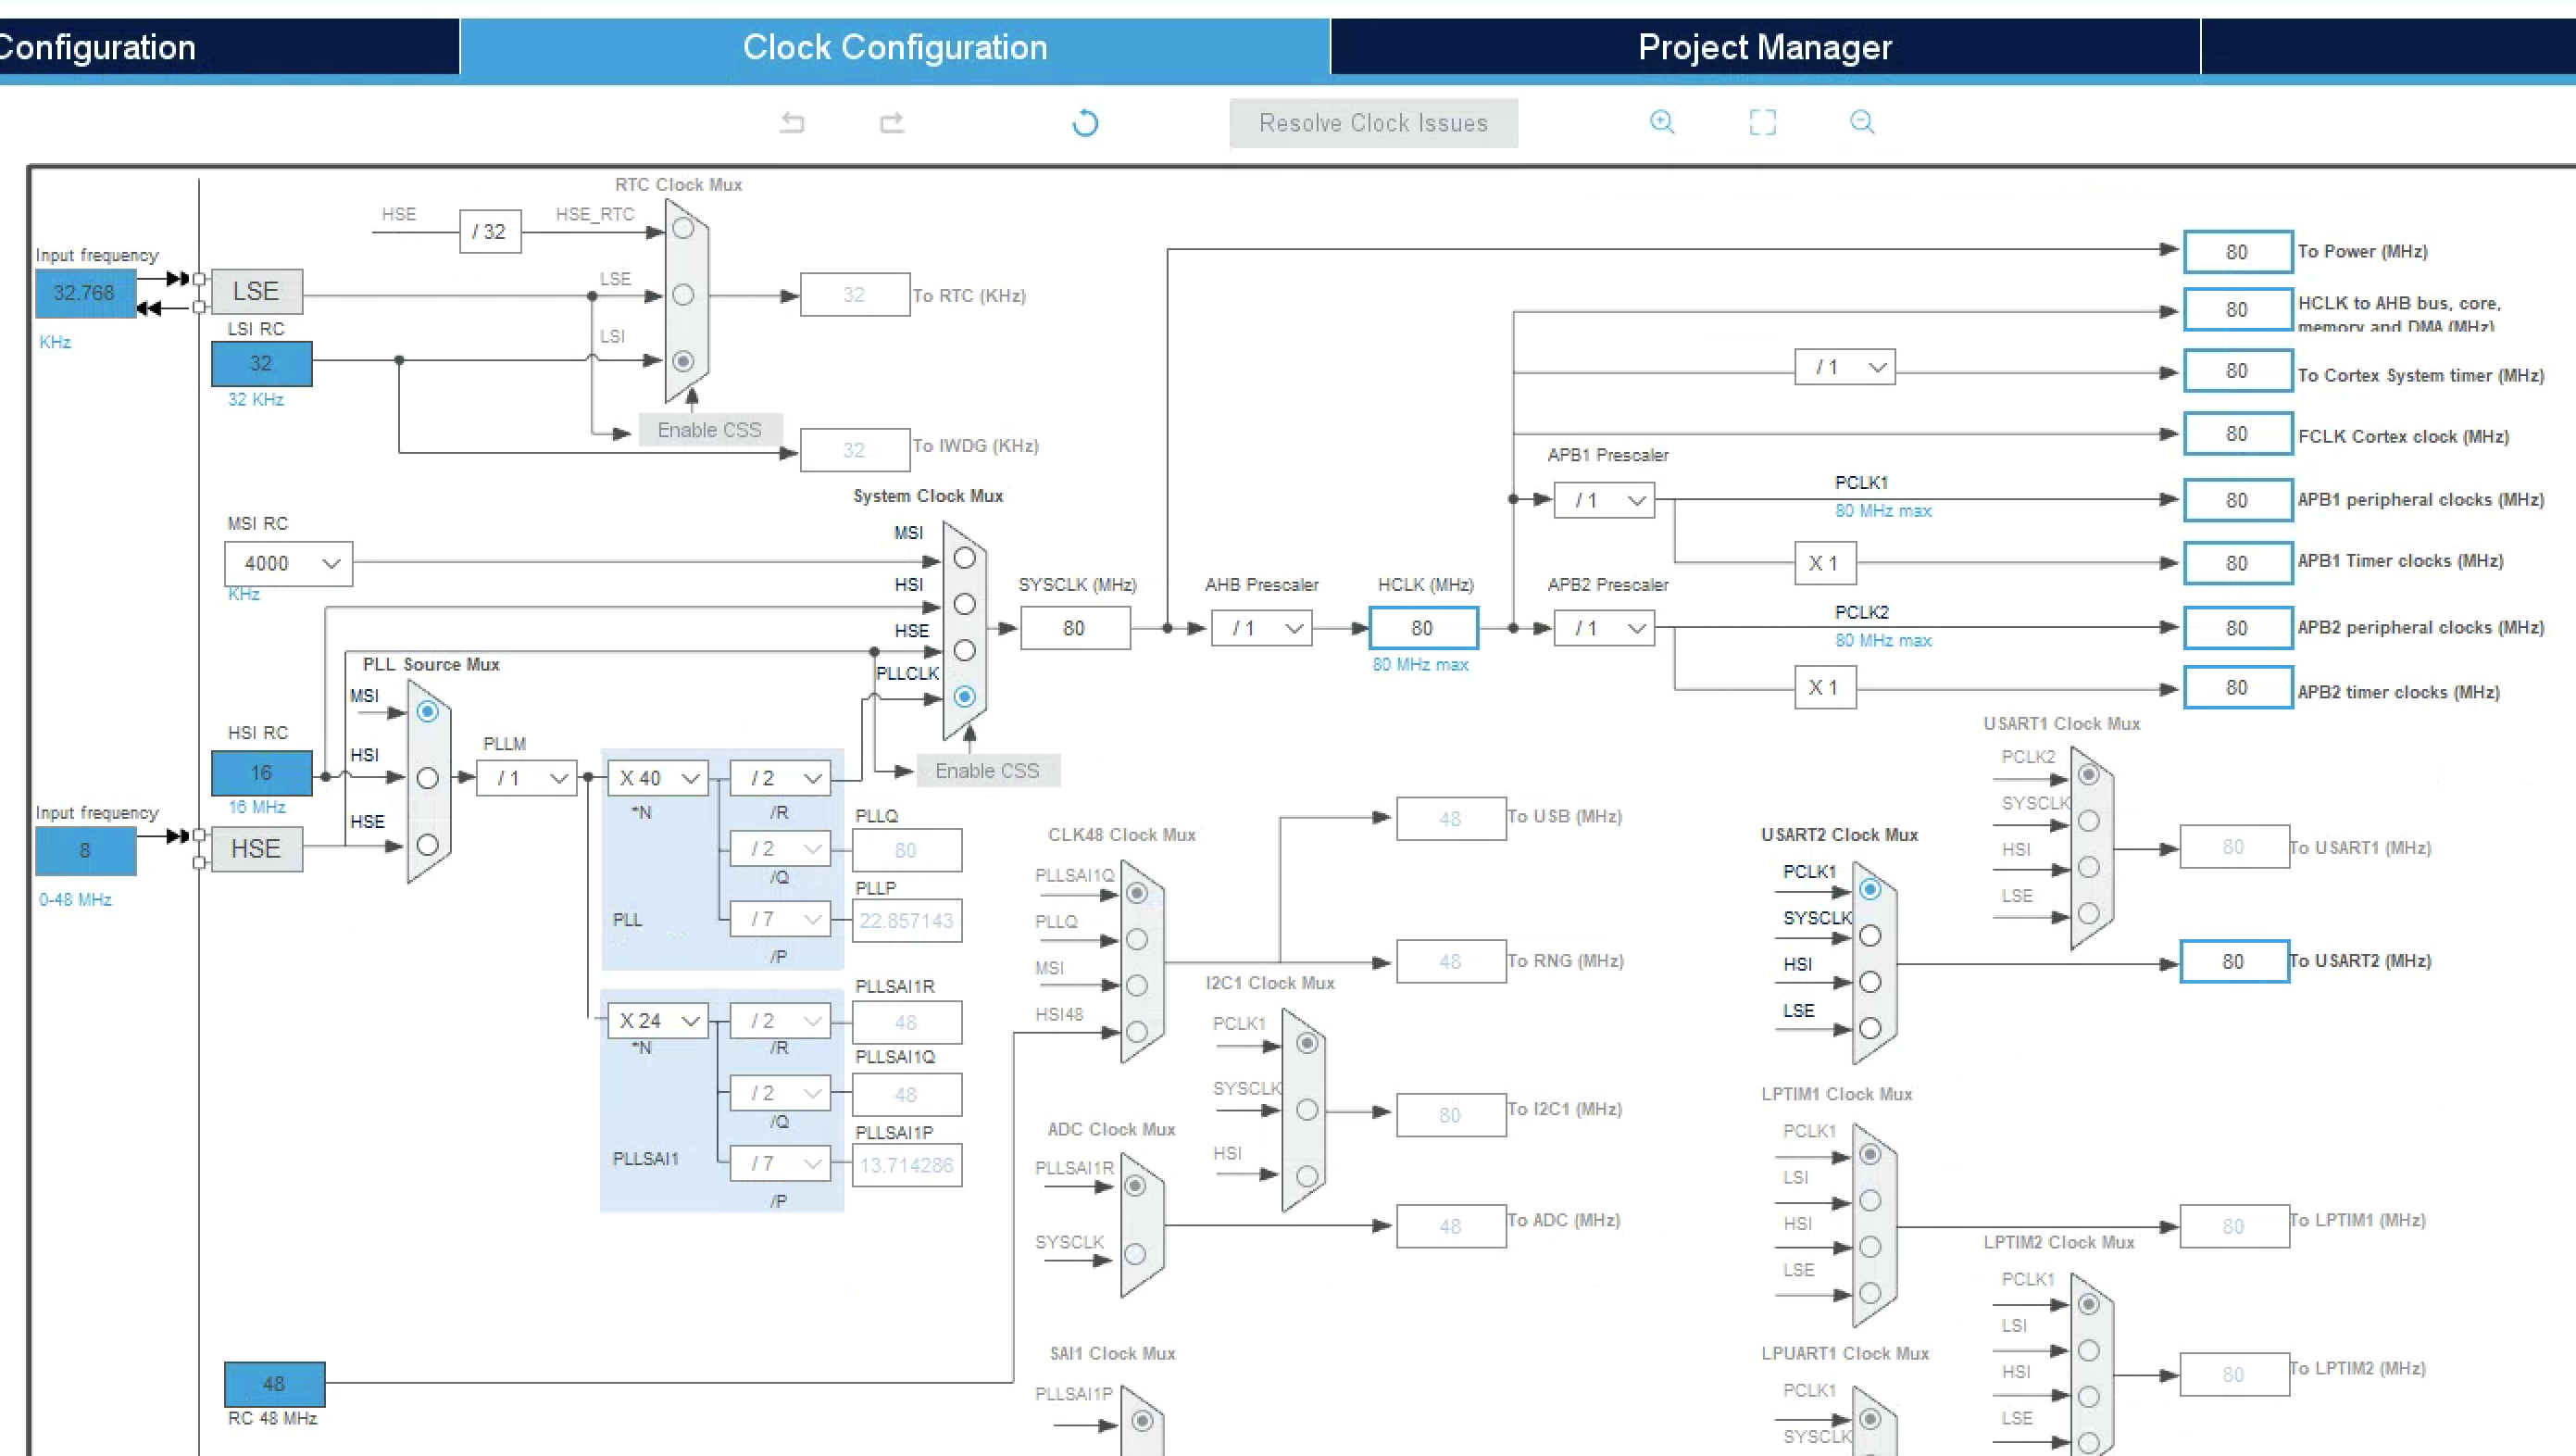 Configuration
Clock Configuration
Project Manager
Resolve Clock Issues
RTC Clock Mux
HSE
/ 32
HSE_RTC
Input frequency
32.768
KHz
LSE
LSE
32
To RTC (KHz)
LSI RC
32
32 KHz
LSI
Enable CSS
32
To IWDG (KHz)
80
To Power (MHz)
80
HCLK to AHB bus, core,
memory and DMA (MHz)
/ 1
80
To Cortex System timer (MHz)
80
FCLK Cortex clock (MHz)
APB1 Prescaler
/ 1
PCLK1
80 MHz max
80
APB1 peripheral clocks (MHz)
X 1
80
APB1 Timer clocks (MHz)
System Clock Mux
MSI RC
4000
KHz
MSI
HSI
HSE
PLLCLK
SYSCLK (MHz)
80
AHB Prescaler
/ 1
HCLK (MHz)
80
80 MHz max
APB2 Prescaler
/ 1
PCLK2
80 MHz max
80
APB2 peripheral clocks (MHz)
X 1
80
APB2 timer clocks (MHz)
Enable CSS
PLL Source Mux
MSI
HSI RC
16
16 MHz
HSI
Input frequency
8
0-48 MHz
HSE
HSE
PLLM
/ 1
X 40
*N
/ 2
/R
PLLQ
/ 2
80
/Q
PLLP
/ 7
22.857143
/P
PLL
PLLSAI1R
X 24
*N
/ 2
48
/R
PLLSAI1Q
/ 2
48
/Q
PLLSAI1P
/ 7
13.714286
/P
PLLSAI1
48
RC 48 MHz
CLK48 Clock Mux
PLLSAI1Q
PLLQ
MSI
HSI48
48
To USB (MHz)
48
To RNG (MHz)
I2C1 Clock Mux
PCLK1
SYSCLK
HSI
80
To I2C1 (MHz)
ADC Clock Mux
PLLSAI1R
SYSCLK
48
To ADC (MHz)
SAI1 Clock Mux
PLLSAI1P
USART1 Clock Mux
PCLK2
SYSCLK
HSI
LSE
80
To USART1 (MHz)
USART2 Clock Mux
PCLK1
SYSCLK
HSI
LSE
80
To USART2 (MHz)
LPTIM1 Clock Mux
PCLK1
LSI
HSI
LSE
80
To LPTIM1 (MHz)
LPTIM2 Clock Mux
PCLK1
LSI
HSI
LSE
80
To LPTIM2 (MHz)
LPUART1 Clock Mux
PCLK1
SYSCLK